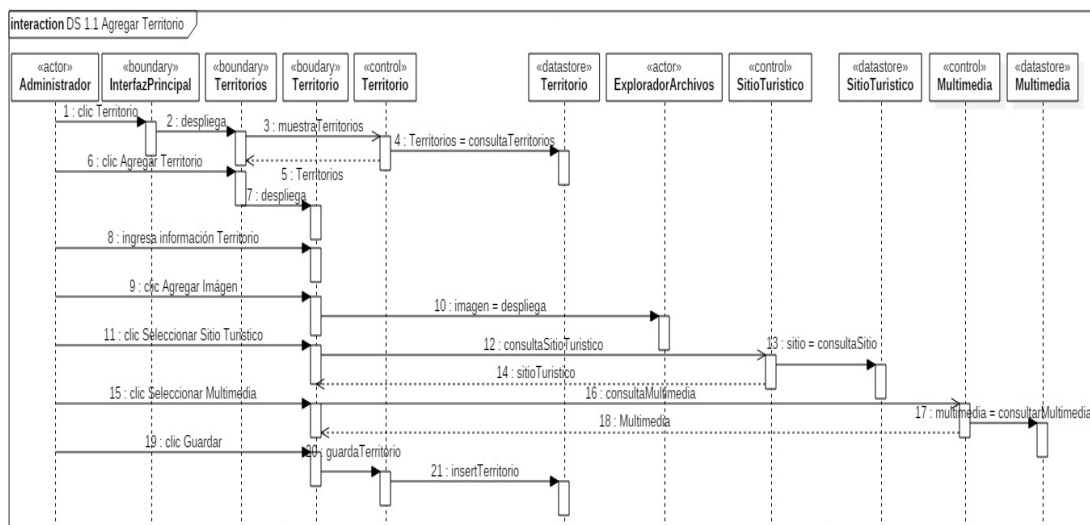 interaction DS 1.1 Agregar Territorio
«actor»
Administrador
«boundary»
InterfazPrincipal
«boundary»
Territorios
«boudary»
Territorio
«control»
Territorio
«datastore»
Territorio
«actor»
ExploradorArchivos
«control»
SitioTuristico
«datastore»
SitioTuristico
«control»
Multimedia
«datastore»
Multimedia
1 : clic Territorio
2 : despliega
3 : muestraTerritorios
4 : Territorios = consultaTerritorios
5 : Territorios
6 : clic Agregar Territorio
7 : despliega
8 : ingresa información Territorio
9 : clic Agregar Imágen
10 : imagen = despliega
11 : clic Seleccionar Sitio Turistico
12 : consultaSitioTuristico
13 : sitio = consultaSitio
14 : sitioTuristico
15 : clic Seleccionar Multimedia
16 : consultaMultimedia
17 : multimedia = consultarMultimedia
18 : Multimedia
19 : clic Guardar
20 : guardaTerritorio
21 : insertTerritorio